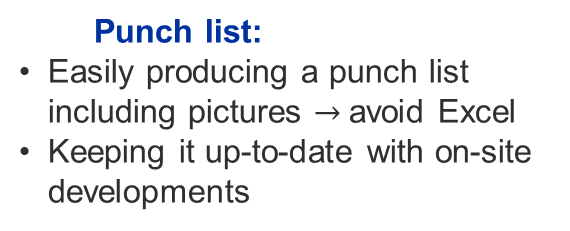 Punch list:
• Easily producing a punch list
including pictures → avoid Excel
• Keeping it up-to-date with on-site
developments